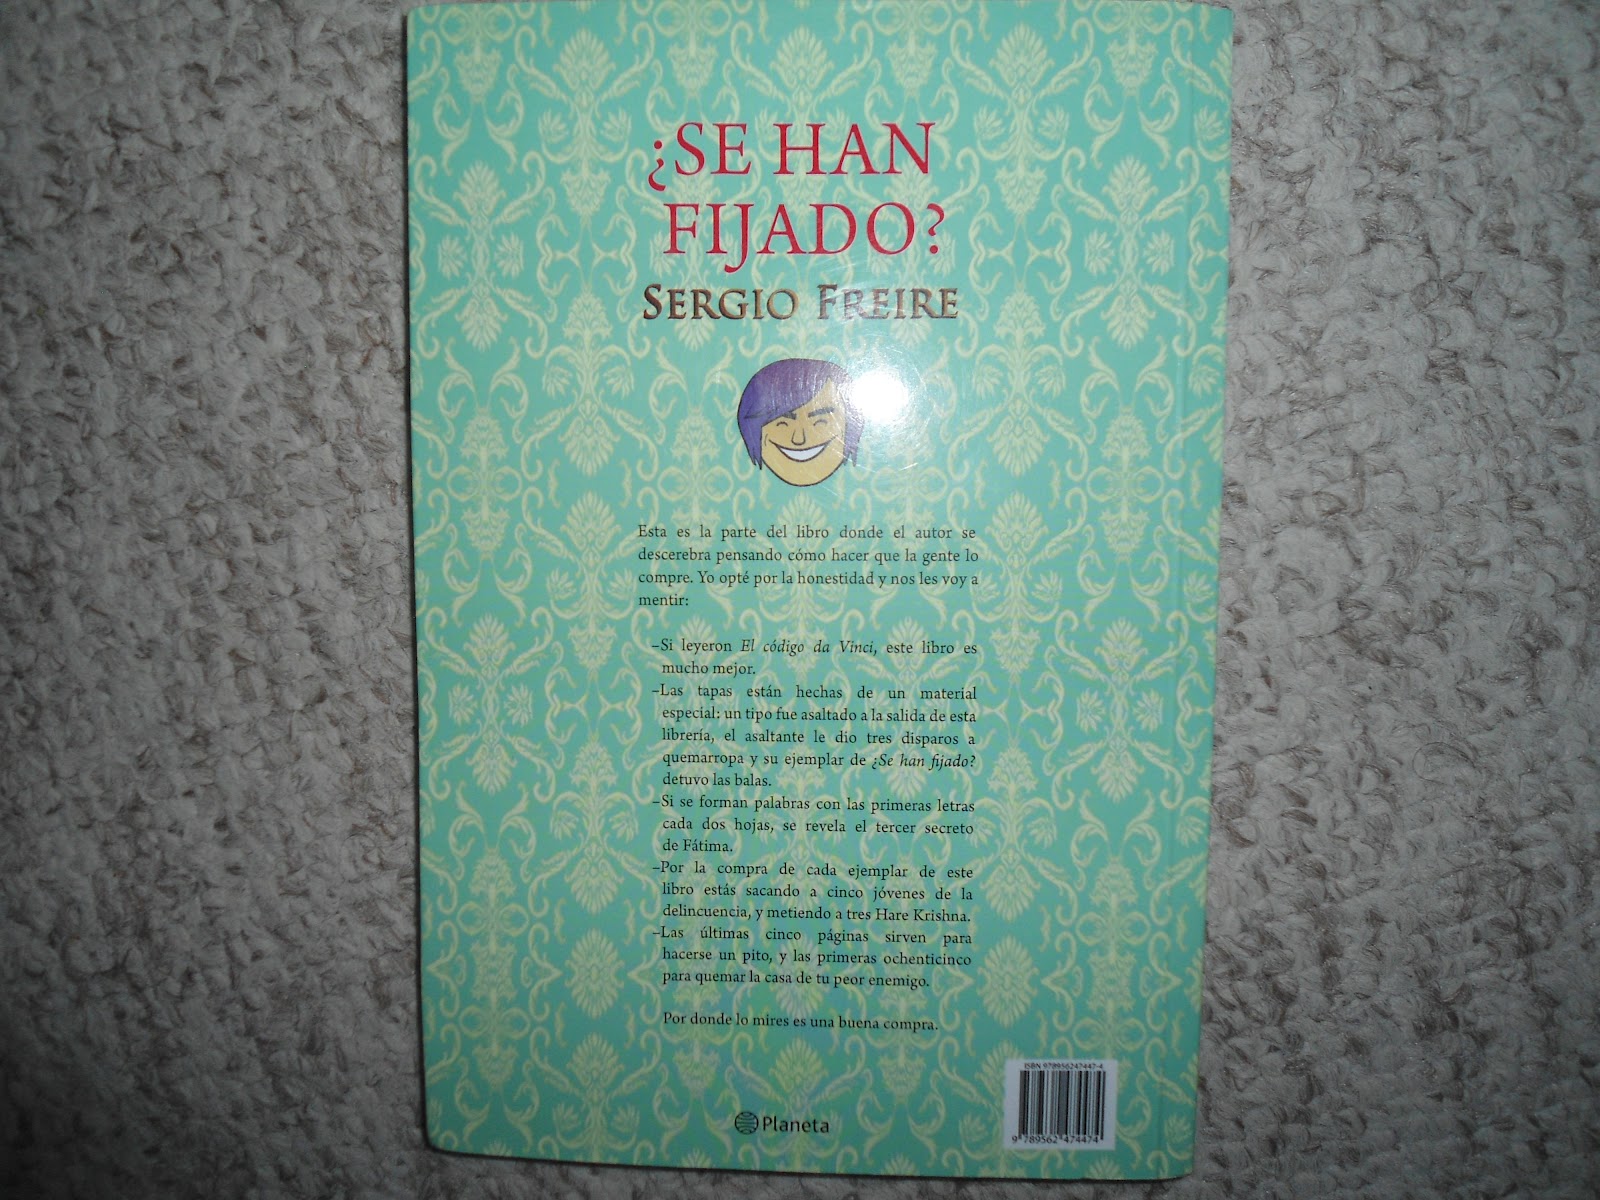 ¿SE HAN
FIJADO?
SERGIO FREIRE
Esta es la parte del libro donde el autor se
descerebra pensando cómo hacer que la gente lo
compre. Yo opté por la honestidad y nos les voy a
mentir:
–Si leyeron El código da Vinci, este libro es
mucho mejor.
–Las tapas están hechas de un material
especial: un tipo fue asaltado a la salida de esta
librería, el asaltante le dio tres disparos a
quemarropa y su ejemplar de ¿Se han fijado?
detuvo las balas.
–Si se forman palabras con las primeras letras
cada dos hojas, se revela el tercer secreto
de Fátima.
–Por la compra de cada ejemplar de este
libro estás sacando a cinco jóvenes de la
delincuencia, y metiendo a tres Hare Krishna.
–Las últimas cinco páginas sirven para
hacerse un pito, y las primeras ochenticinco
para quemar la casa de tu peor enemigo.
Por donde lo mires es una buena compra.
ISBN 978956247447-4
9 789562 474474
Planeta